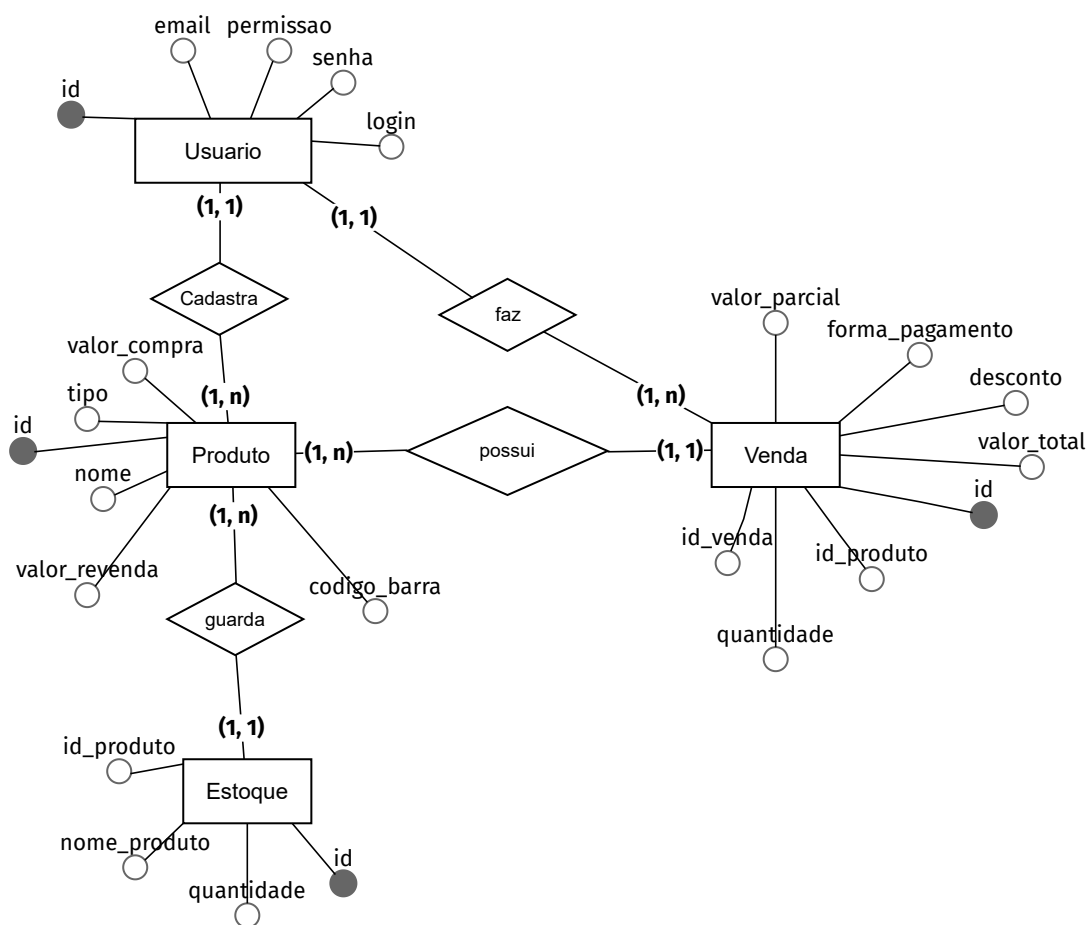 email
permissao
senha
id
login
Usuario
(1, 1)
(1, 1)
Cadastra
faz
valor_parcial
forma_pagamento
valor_compra
desconto
tipo
(1, n)
(1, n)
id
Produto
(1, n)
possui
(1, 1)
Venda
valor_total
nome
id
(1, n)
id_venda
id_produto
valor_revenda
codigo_barra
guarda
quantidade
(1, 1)
id_produto
Estoque
nome_produto
id
quantidade